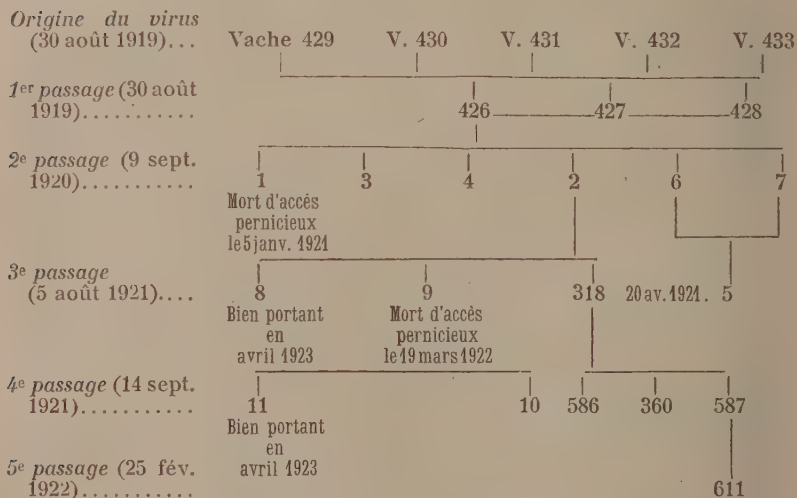 Origine du virus
(30 août 1919)... Vache 429 V. 430 V. 431 V. 432 V. 433
1er passage (30 août
1919)............ 426 427 428
2e passage (9 sept.
1920)........... 1 3 4 2 6 7
Mort d'accès
pernicieux
le 5 janv. 1921
3e passage
(5 août 1921).... 8 9 318 20 av. 1921. 5
Bien portant Mort d'accès
en pernicieux
avril 1923 le 19 mars 1922
4e passage (14 sept.
1921)........... 11 10 586 360 587
Bien portant
en
avril 1923
5e passage (25 fév.
1922)........... 611